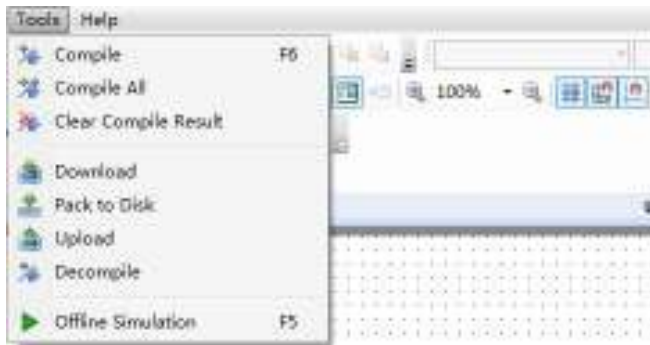 Tools Help
Compile F6
Compile All
Clear Compile Result
100%
Download
Pack to Disk
Upload
Decompile
Offline Simulation F5